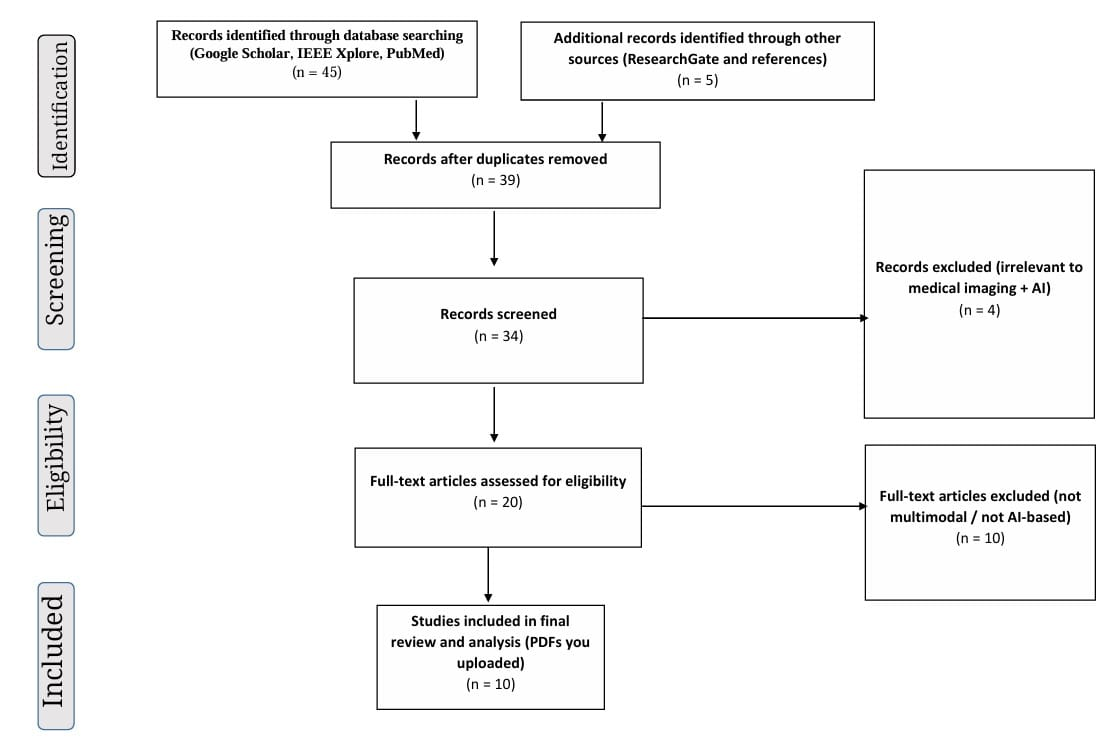 Identification
Records identified through database searching
(Google Scholar, IEEE Xplore, PubMed)
(n = 45)
Additional records identified through other
sources (ResearchGate and references)
(n = 5)
Records after duplicates removed
(n = 39)
Screening
Records screened
(n = 34)
Records excluded (irrelevant to
medical imaging + AI)
(n = 4)
Eligibility
Full-text articles assessed for eligibility
(n = 20)
Full-text articles excluded (not
multimodal / not AI-based)
(n = 10)
Included
Studies included in final
review and analysis (PDFs you
uploaded)
(n = 10)